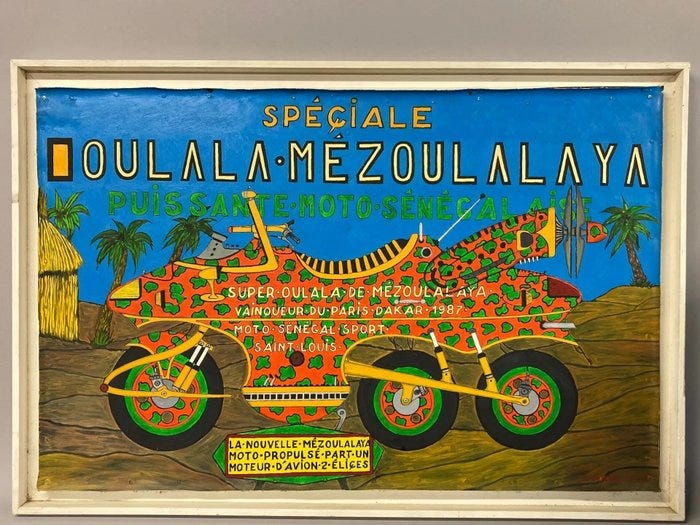 SPÉÇIALE
OULALA·MÉZOULALAYA
PUISSANTE·MOTO·SÉNÉGALAISE
SUPER·OULALA·DE·MÉZOULALAYA·
VAINQUEUR·DU·PARIS·DAKAR·1987·
MOTO·SÉNÉGAL·SPORT·
SAINT·LOUIS·
LA·NOUVELLE·MÉZOULALAYA
MOTO·PROPULSÉ·PART·UN
MOTEUR·D'AVION·2·ÉLIÇES